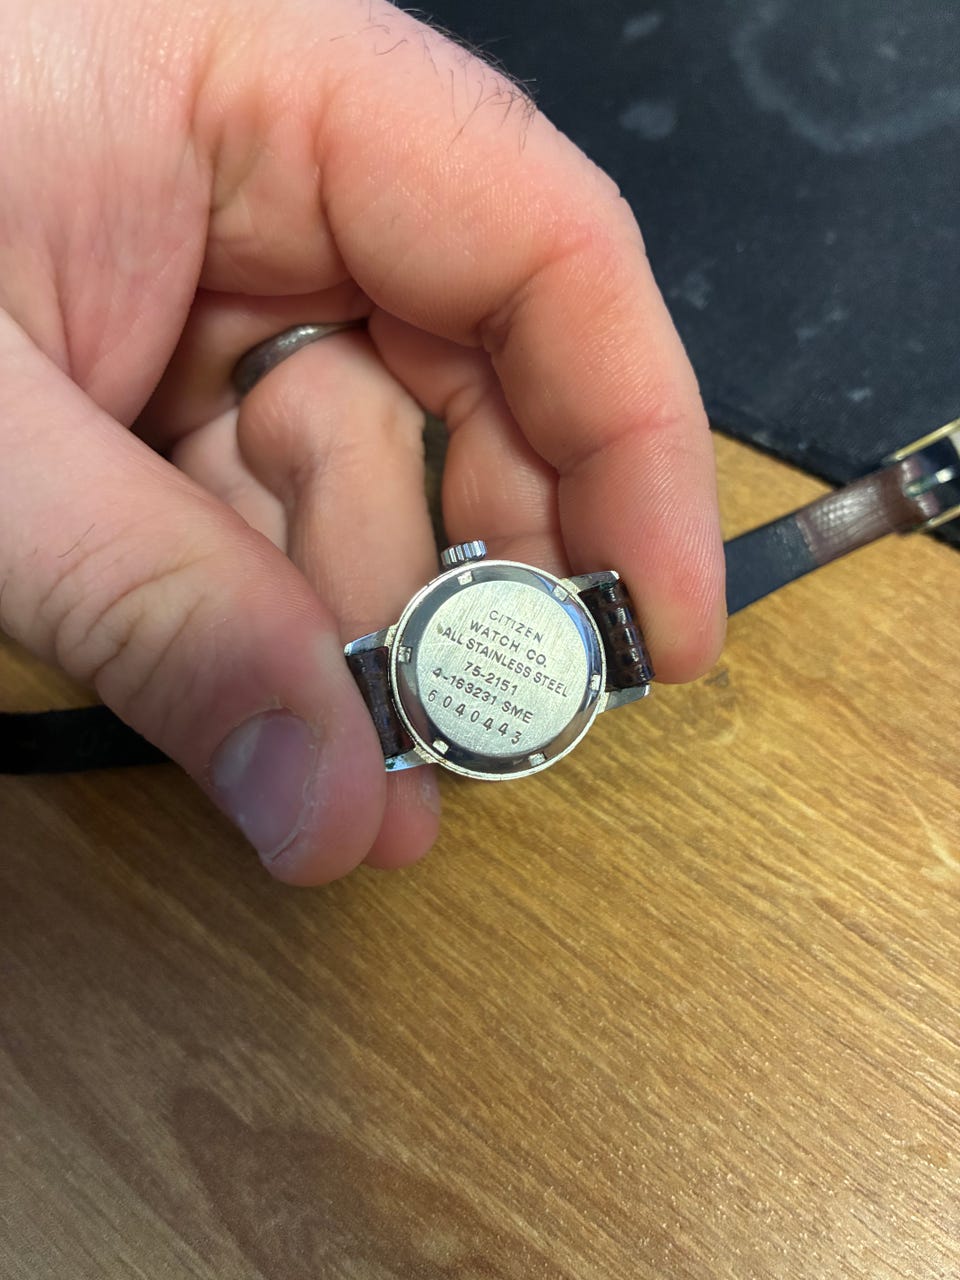 CITIZEN
WATCH CO.
ALL STAINLESS STEEL
75-2151
4-163231 SME
6040443